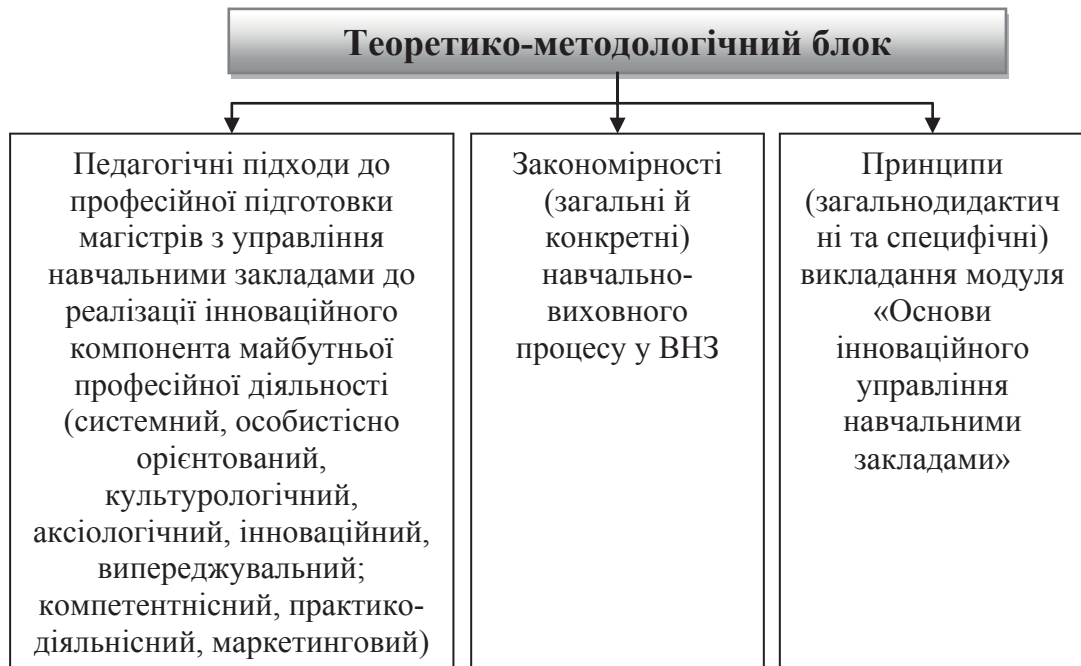 Теоретико-методологічний блок
Педагогічні підходи до
професійної підготовки
магістрів з управління
навчальними закладами до
реалізації інноваційного
компонента майбутньої
професійної діяльності
(системний, особистісно
орієнтований,
культурологічний,
аксіологічний, інноваційний,
випереджувальний;
компетентнісний, практико-
діяльнісний, маркетинговий)
Закономірності
(загальні й
конкретні)
навчально-
виховного
процесу у ВНЗ
Принципи
(загальнодидактич
ні та специфічні)
викладання модуля
«Основи
інноваційного
управління
навчальними
закладами»